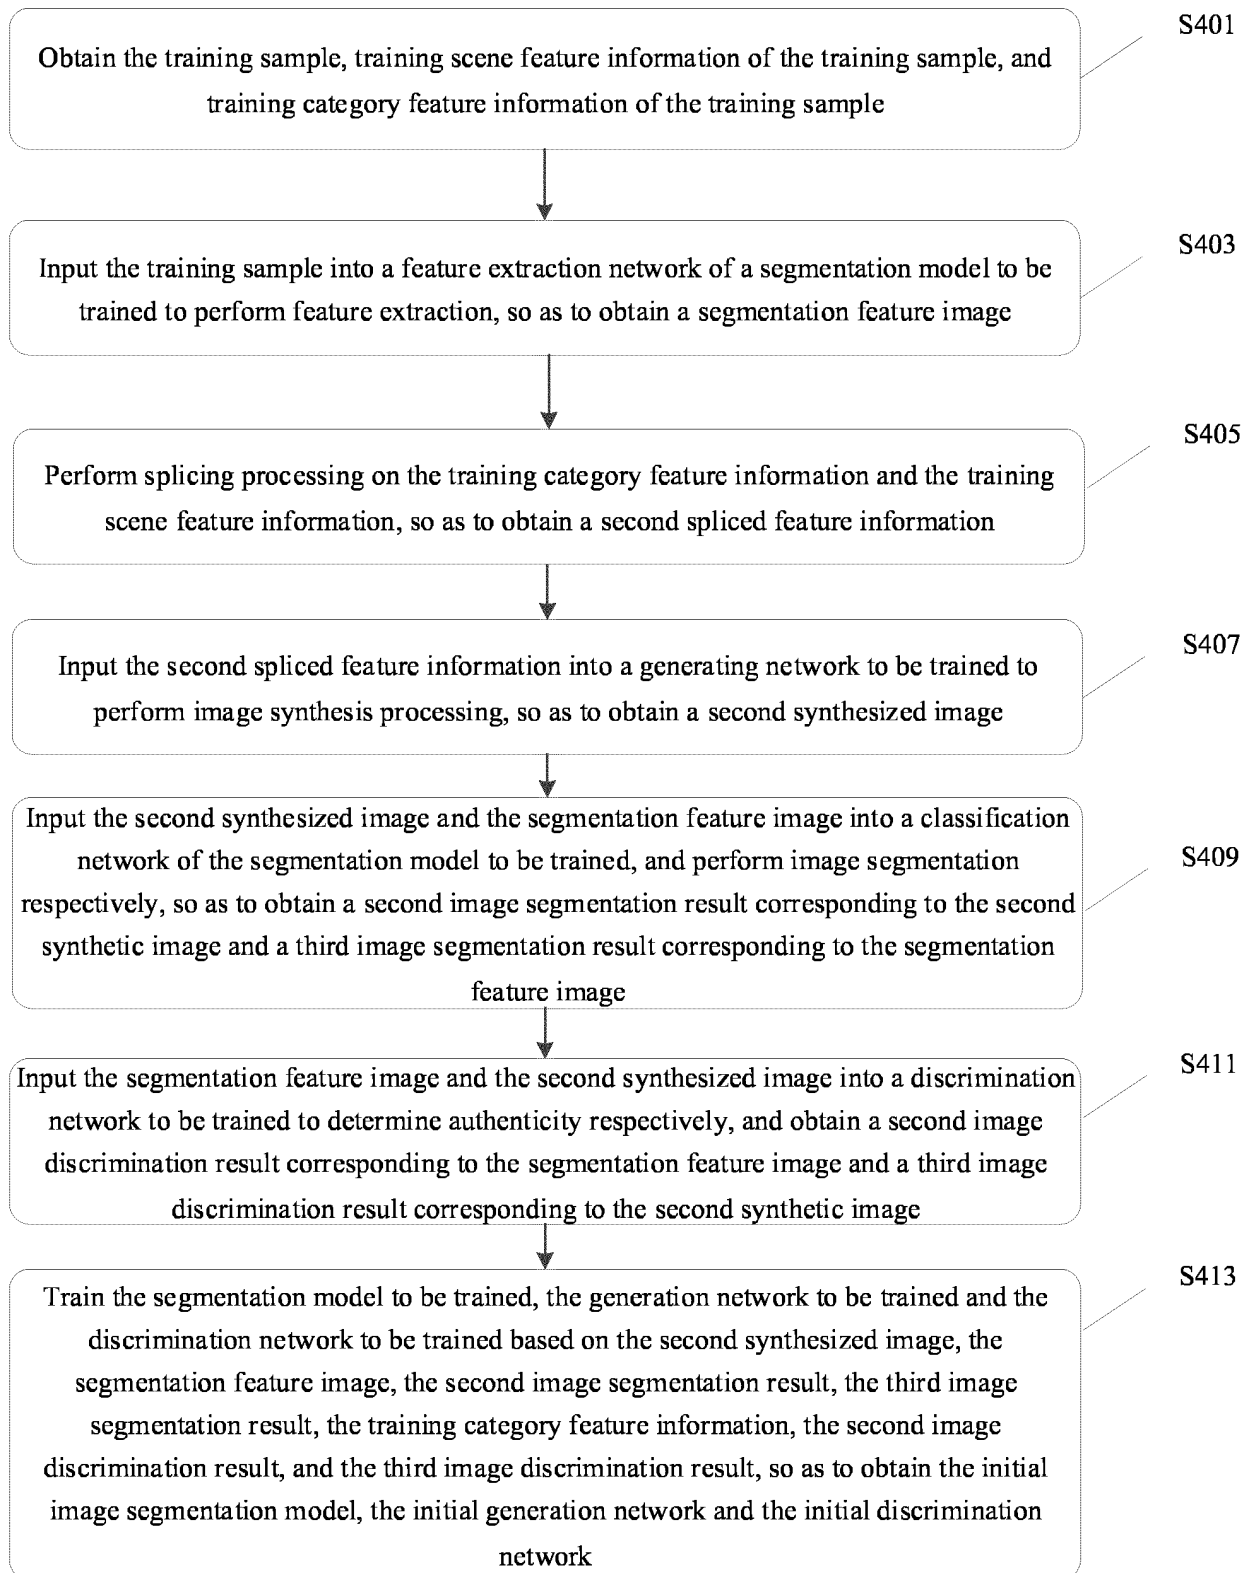 S401
Obtain the training sample, training scene feature information of the training sample, and
training category feature information of the training sample
S403
Input the training sample into a feature extraction network of a segmentation model to be
trained to perform feature extraction, so as to obtain a segmentation feature image
S405
Perform splicing processing on the training category feature information and the training
scene feature information, so as to obtain a second spliced feature information
S407
Input the second spliced feature information into a generating network to be trained to
perform image synthesis processing, so as to obtain a second synthesized image
S409
Input the second synthesized image and the segmentation feature image into a classification
network of the segmentation model to be trained, and perform image segmentation
respectively, so as to obtain a second image segmentation result corresponding to the second
synthetic image and a third image segmentation result corresponding to the segmentation
feature image
S411
Input the segmentation feature image and the second synthesized image into a discrimination
network to be trained to determine authenticity respectively, and obtain a second image
discrimination result corresponding to the segmentation feature image and a third image
discrimination result corresponding to the second synthetic image
S413
Train the segmentation model to be trained, the generation network to be trained and the
discrimination network to be trained based on the second synthesized image, the
segmentation feature image, the second image segmentation result, the third image
segmentation result, the training category feature information, the second image
discrimination result, and the third image discrimination result, so as to obtain the initial
image segmentation model, the initial generation network and the initial discrimination
network